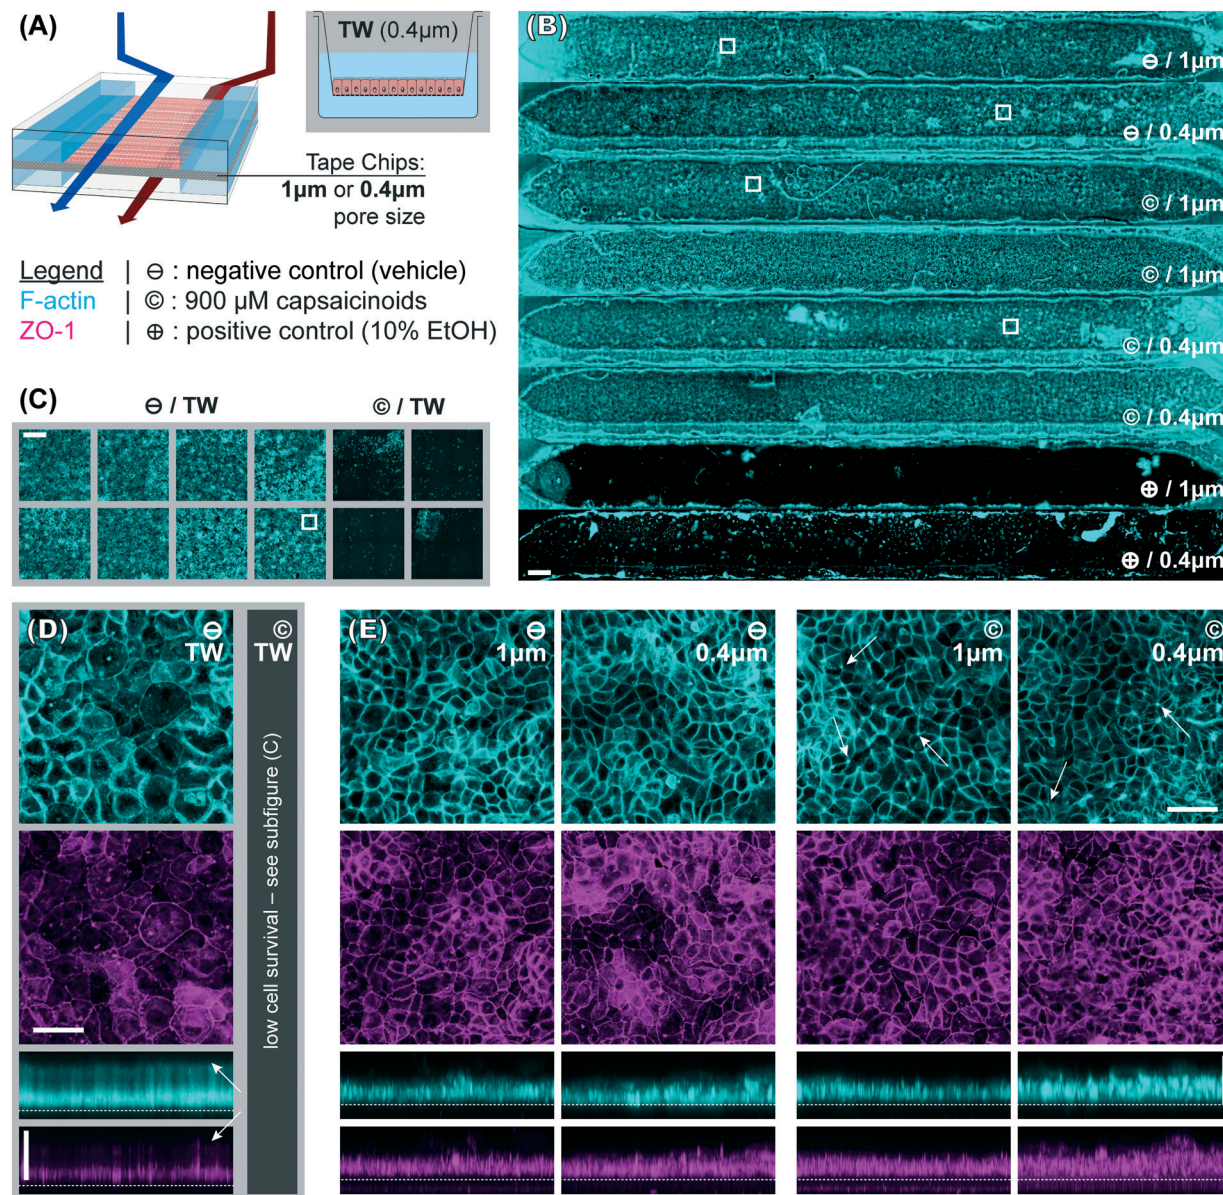 (A)
TW (0.4µm)
Tape Chips:
1µm or 0.4µm
pore size
Legend | ⊖ : negative control (vehicle)
F-actin | © : 900 µM capsaicinoids
ZO-1 | ⊕ : positive control (10% EtOH)
(B)
⊖ / 1µm
⊖ / 0.4µm
© / 1µm
© / 1µm
© / 0.4µm
© / 0.4µm
⊕ / 1µm
⊕ / 0.4µm
(C)
⊖ / TW
© / TW
(D)
⊖
TW
©
TW
low cell survival – see subfigure (C)
(E)
⊖
1µm
⊖
0.4µm
©
1µm
©
0.4µm